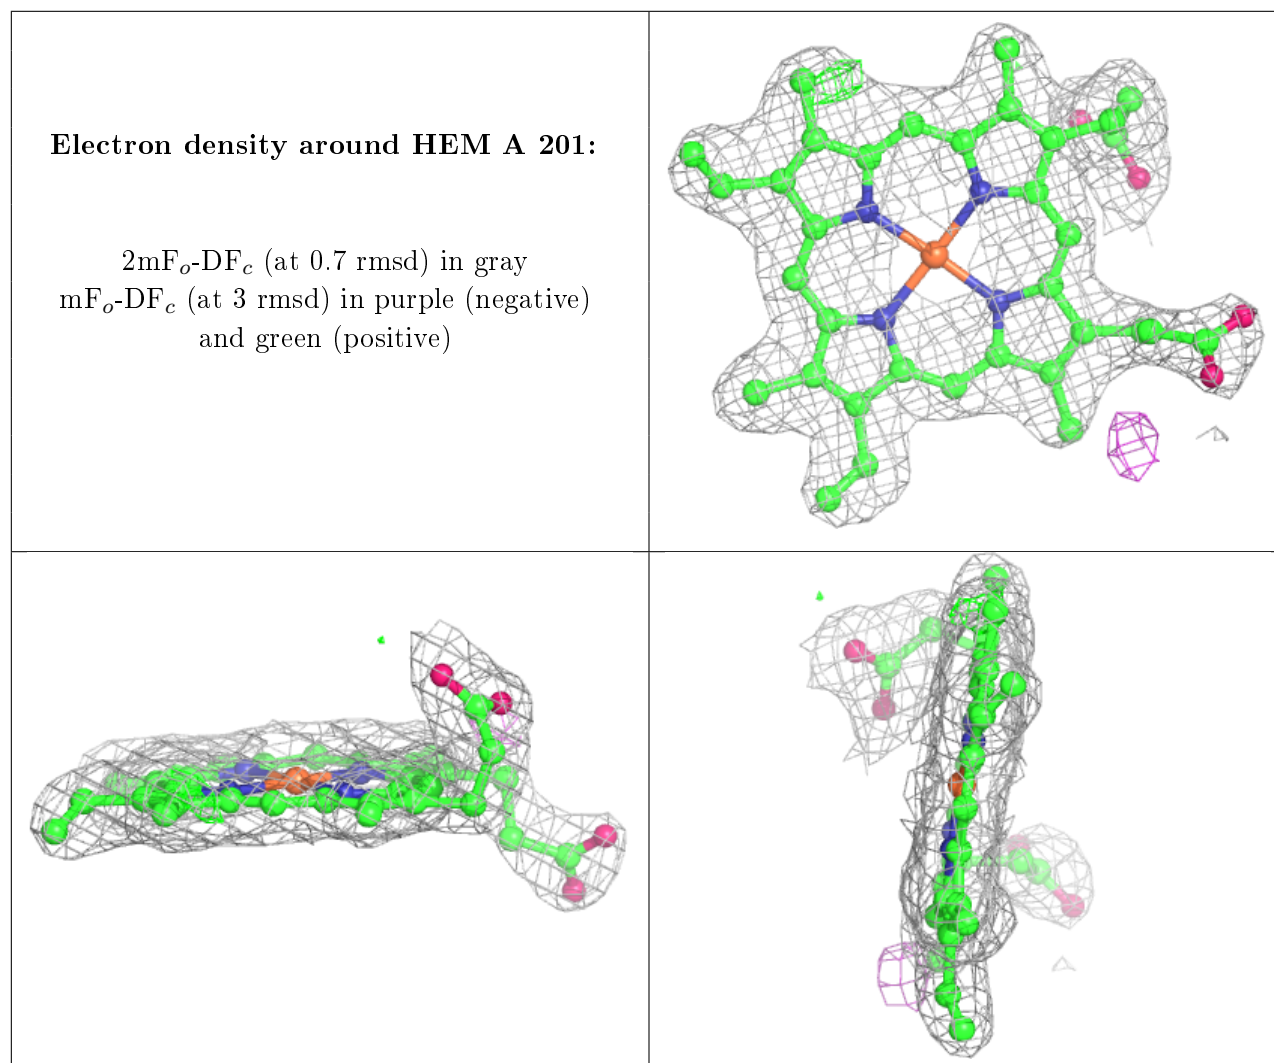 Electron density around HEM A 201:
2mFₒ-DF𝒸 (at 0.7 rmsd) in gray
mFₒ-DF𝒸 (at 3 rmsd) in purple (negative)
and green (positive)